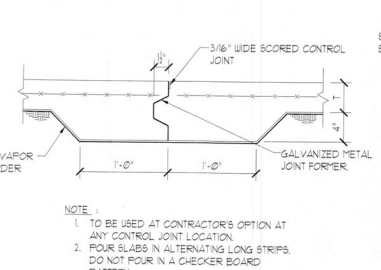 1½"
3/16" WIDE SCORED CONTROL
JOINT
T
4"
VAPOR
1'-0" 1'-0"
GALVANIZED METAL
JOINT FORMER.
NOTE :
1. TO BE USED AT CONTRACTOR'S OPTION AT
ANY CONTROL JOINT LOCATION.
2. POUR SLABS IN ALTERNATING LONG STRIPS.
DO NOT POUR IN A CHECKER BOARD